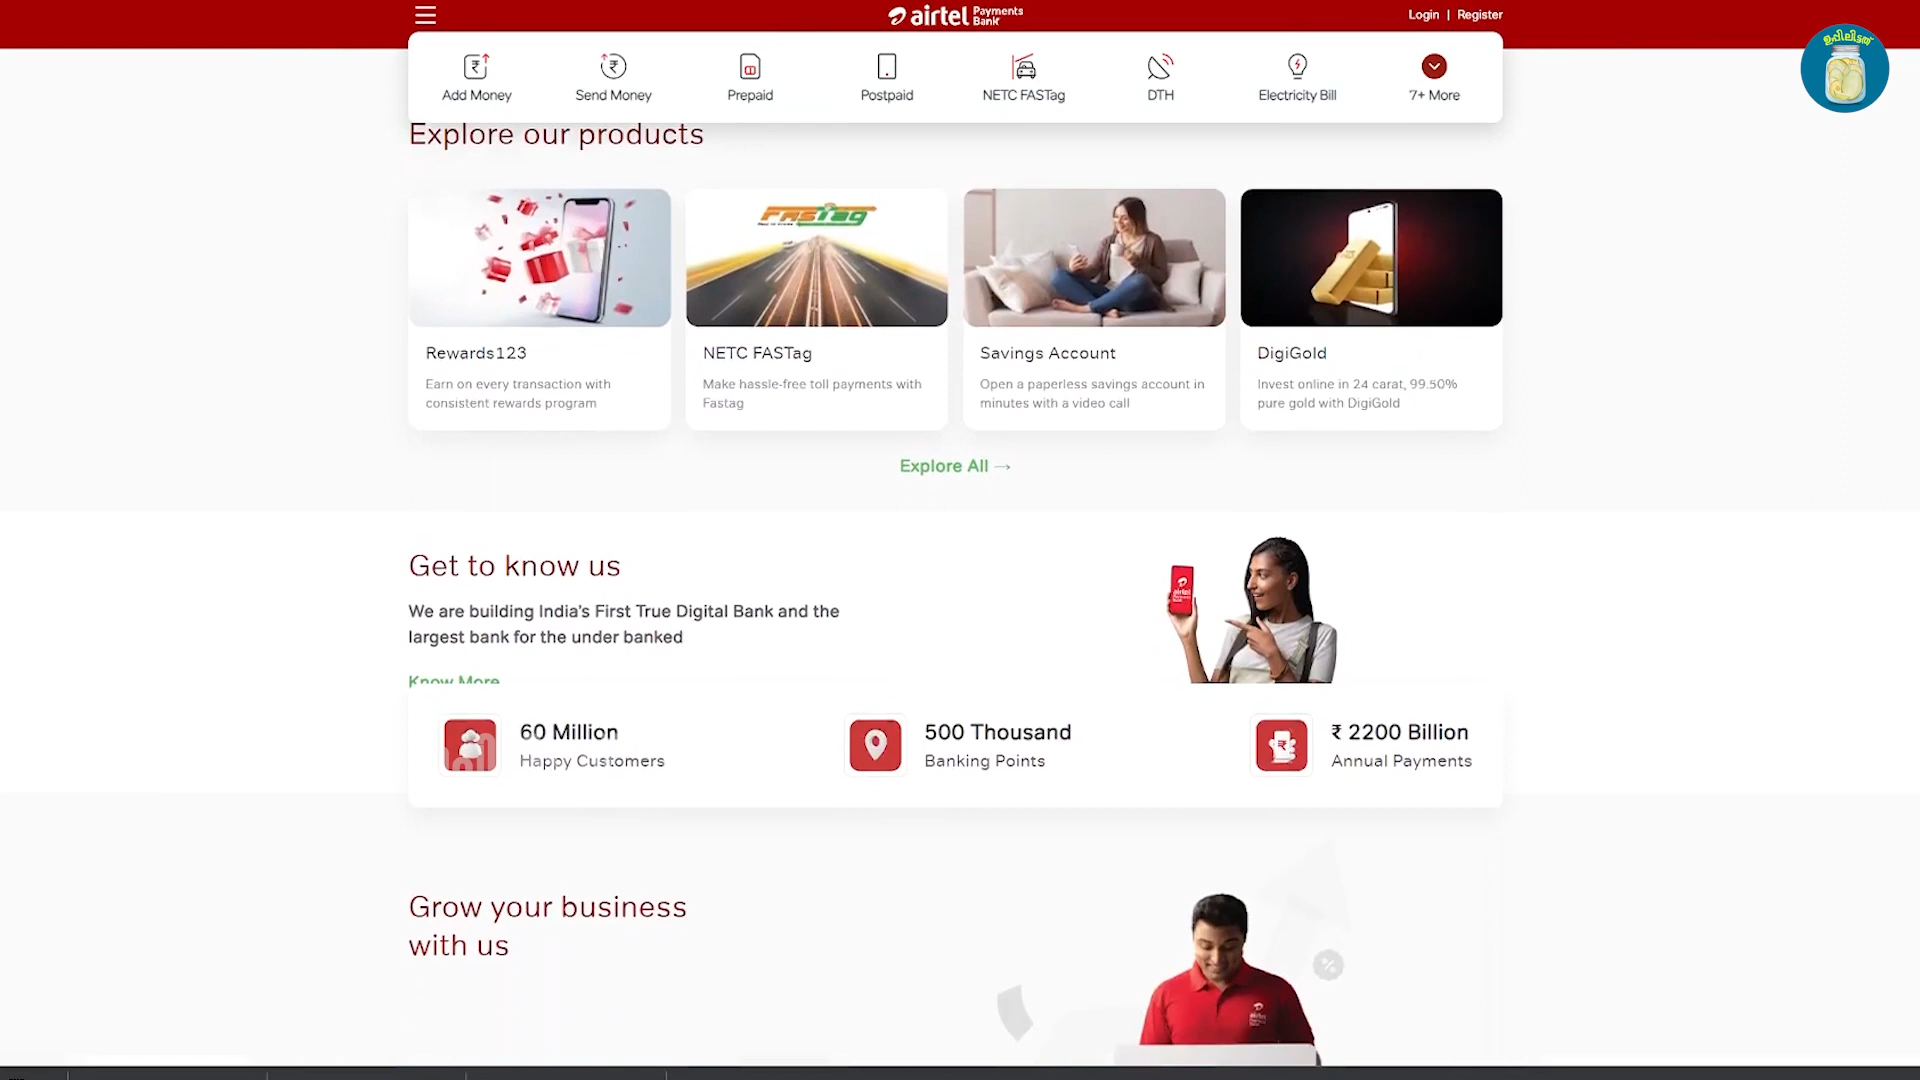 airtel Payments Bank
Login | Register
ഉപ്പിലിട്ടത്
Add Money
Send Money
Prepaid
Postpaid
NETC FASTag
DTH
Electricity Bill
7+ More
Explore our products
FASTag
Rewards123
Earn on every transaction with
consistent rewards program
NETC FASTag
Make hassle-free toll payments with
Fastag
Savings Account
Open a paperless savings account in
minutes with a video call
DigiGold
Invest online in 24 carat, 99.50%
pure gold with DigiGold
Explore All →
Get to know us
We are building India's First True Digital Bank and the
largest bank for the under banked
Know More
airtel
60 Million
Happy Customers
500 Thousand
Banking Points
₹ 2200 Billion
Annual Payments
Grow your business
with us
airtel